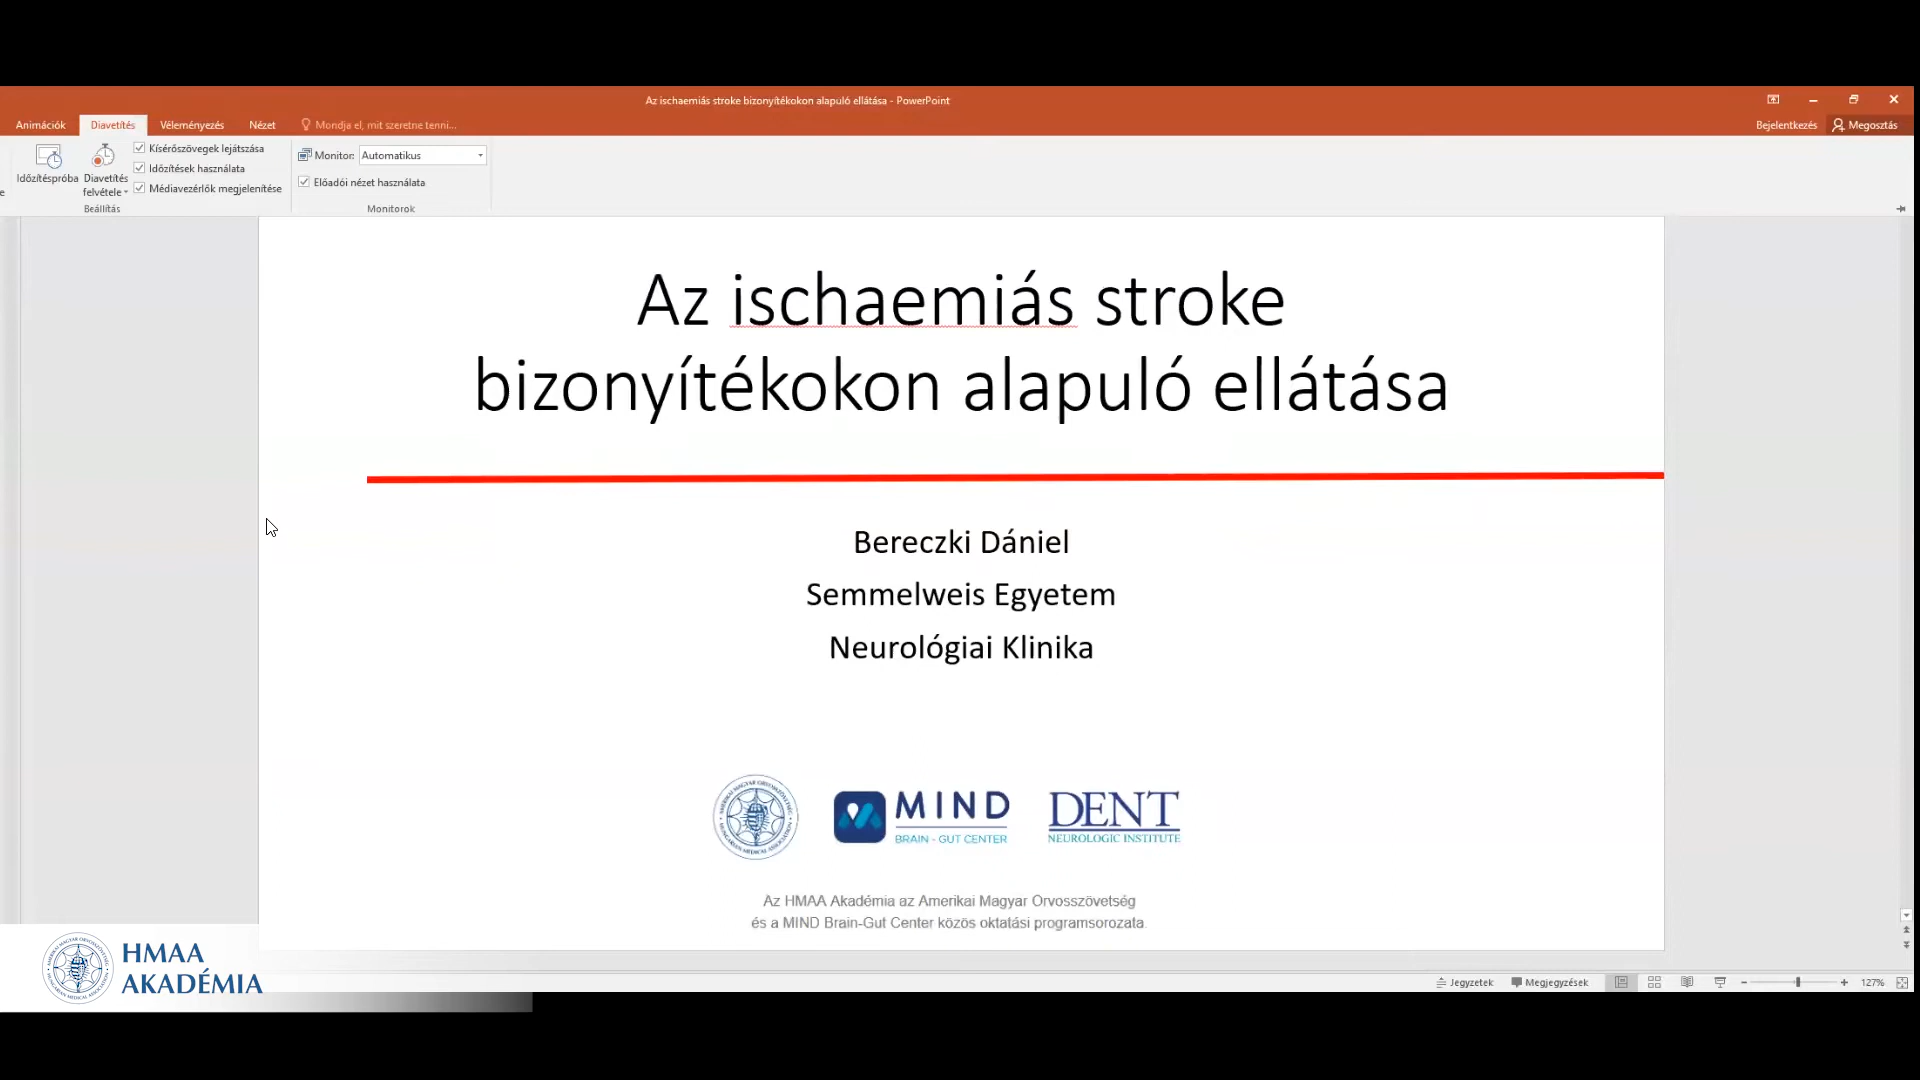 Az ischaemiás stroke bizonyítékokon alapuló ellátása - PowerPoint
Animációk Diavetítés Véleményezés Nézet Mondja el, mit szeretne tenni... Bejelentkezés Megosztás
Időzítéspróba
Diavetítés
felvétele
Kísérőszövegek lejátszása
Időzítések használata
Médiavezérlők megjelenítése
Beállítás
Monitor: Automatikus
Előadói nézet használata
Monitorok
Az ischaemiás stroke
bizonyítékokon alapuló ellátása
Bereczki Dániel
Semmelweis Egyetem
Neurológiai Klinika
MIND
BRAIN - GUT CENTER
DENT
NEUROLOGIC INSTITUTE
Az HMAA Akadémia az Amerikai Magyar Orvosszövetség
és a MIND Brain-Gut Center közös oktatási programsorozata.
HMAA
AKADÉMIA
Jegyzetek Megjegyzések 127%